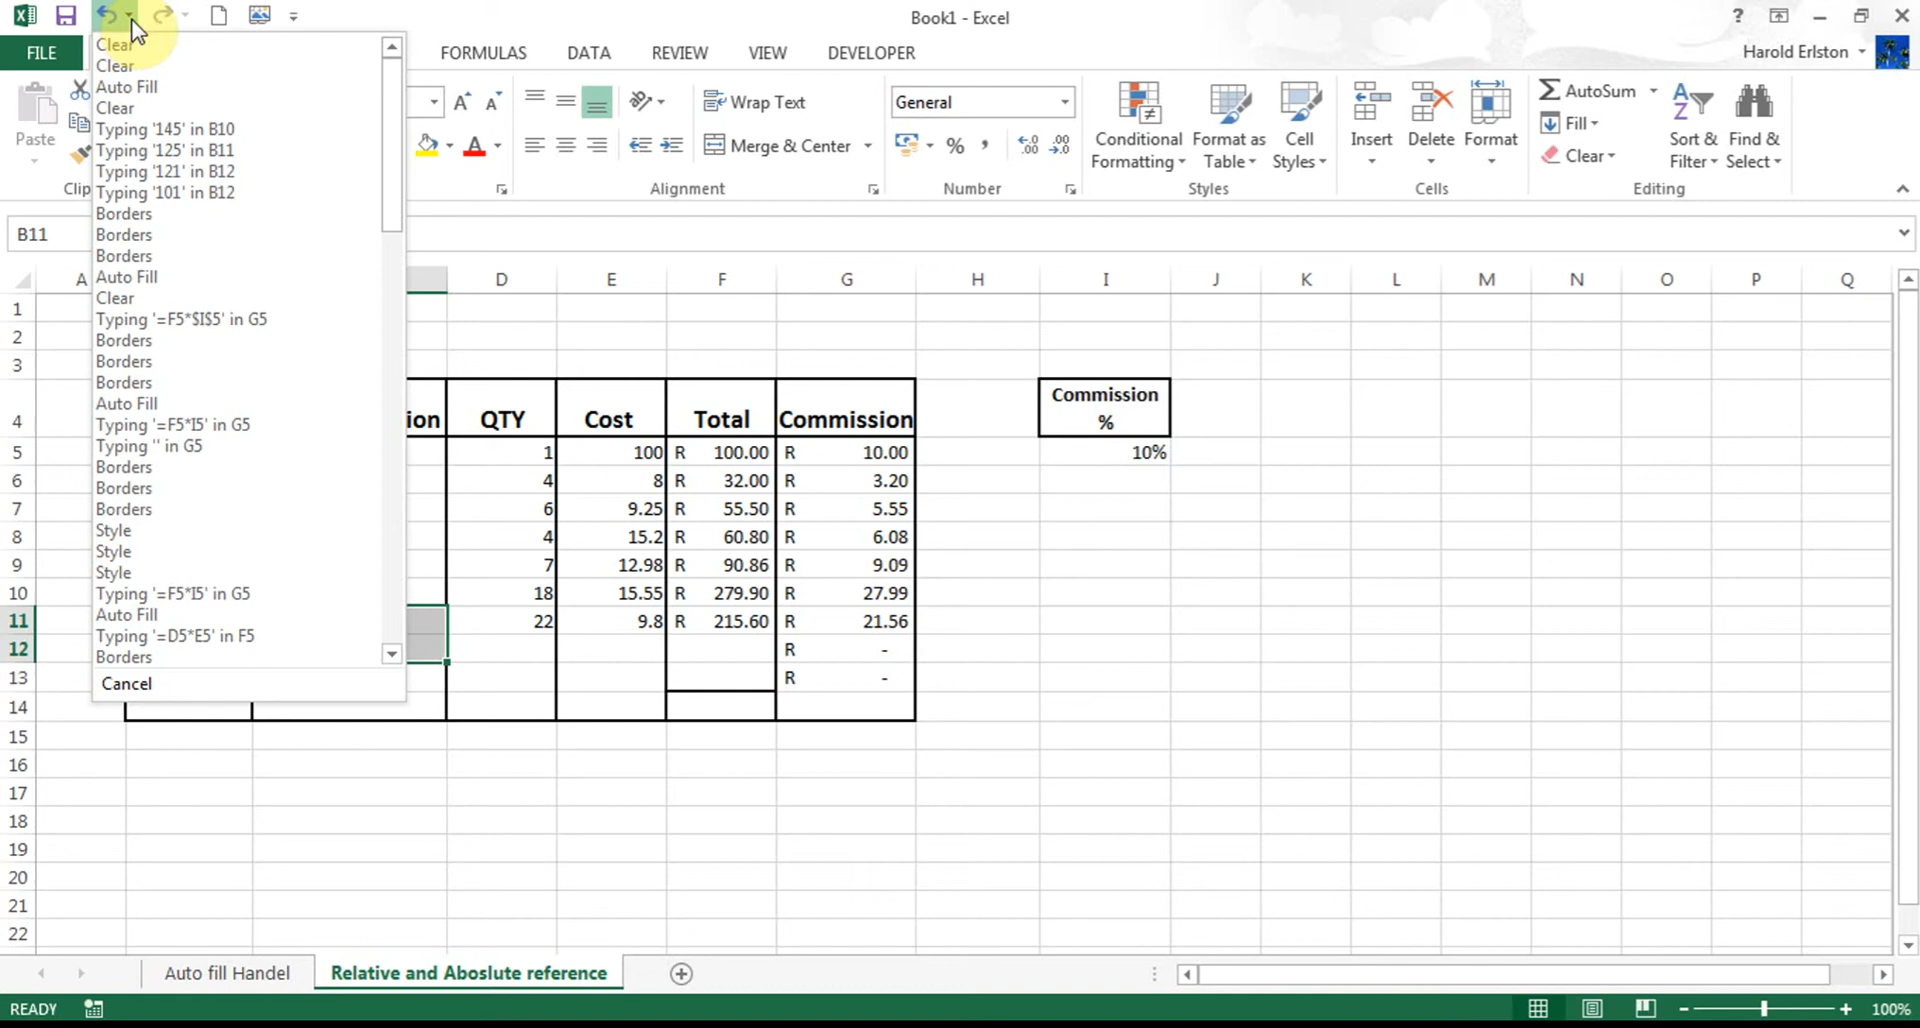 Book1 - Excel
?
FILE
FORMULAS DATA REVIEW VIEW DEVELOPER
Harold Erlston
Clear
Clear
Auto Fill
Clear
Typing '145' in B10
Typing '125' in B11
Typing '121' in B12
Typing '101' in B12
Borders
Borders
Borders
Auto Fill
Clear
Typing '=F5*$I$5' in G5
Borders
Borders
Borders
Auto Fill
Typing '=F5*I5' in G5
Typing '' in G5
Borders
Borders
Borders
Style
Style
Style
Typing '=F5*I5' in G5
Auto Fill
Typing '=D5*E5' in F5
Borders
Cancel
Paste
Clip
Wrap Text
Merge & Center
Alignment
General
%
Number
Conditional Formatting
Format as Table
Cell Styles
Styles
Insert
Delete
Format
Cells
AutoSum
Fill
Clear
Sort & Filter
Find & Select
Editing
B11
A D E F G H I J K L M N O P Q
1
2
3
4 ion QTY Cost Total Commission Commission %
5 1 100 R 100.00 R 10.00 10%
6 4 8 R 32.00 R 3.20
7 6 9.25 R 55.50 R 5.55
8 4 15.2 R 60.80 R 6.08
9 7 12.98 R 90.86 R 9.09
10 18 15.55 R 279.90 R 27.99
11 22 9.8 R 215.60 R 21.56
12 R -
13 R -
14
15
16
17
18
19
20
21
22
Auto fill Handel Relative and Aboslute reference
READY
100%